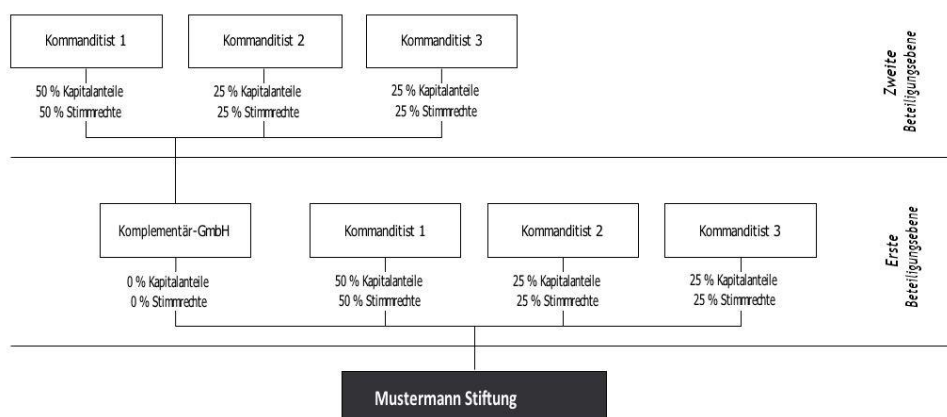 Kommanditist 1
Kommanditist 2
Kommanditist 3
50 % Kapitalanteile
50 % Stimmrechte
25 % Kapitalanteile
25 % Stimmrechte
25 % Kapitalanteile
25 % Stimmrechte
Zweite
Beteiligungsebene
Komplementär-GmbH
Kommanditist 1
Kommanditist 2
Kommanditist 3
0 % Kapitalanteile
0 % Stimmrechte
50 % Kapitalanteile
50 % Stimmrechte
25 % Kapitalanteile
25 % Stimmrechte
25 % Kapitalanteile
25 % Stimmrechte
Erste
Beteiligungsebene
Mustermann Stiftung